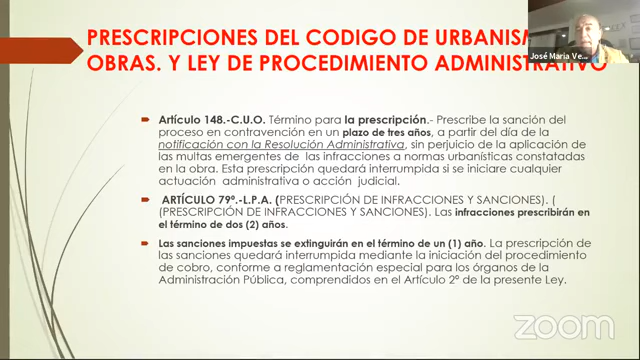 PRESCRIPCIONES DEL CODIGO DE URBANISM
OBRAS. Y LEY DE PROCEDIMIENTO ADMINISTRATIVO
José María Ve...
Artículo 148.-C.U.O. Término para la prescripción.- Prescribe la sanción del
proceso en contravención en un plazo de tres años, a partir del día de la
notificación con la Resolución Administrativa, sin perjuicio de la aplicación de
las multas emergentes de las infracciones a normas urbanísticas constatadas
en la obra. Esta prescripción quedará interrumpida si se iniciare cualquier
actuación administrativa o acción judicial.
ARTÍCULO 79º.-L.P.A. (PRESCRIPCIÓN DE INFRACCIONES Y SANCIONES). (
(PRESCRIPCIÓN DE INFRACCIONES Y SANCIONES). Las infracciones prescribirán en
el término de dos (2) años.
Las sanciones impuestas se extinguirán en el término de un (1) año. La prescripción de
las sanciones quedará interrumpida mediante la iniciación del procedimiento
de cobro, conforme a reglamentación especial para los órganos de la
Administración Pública, comprendidos en el Artículo 2º de la presente Ley.
zoom